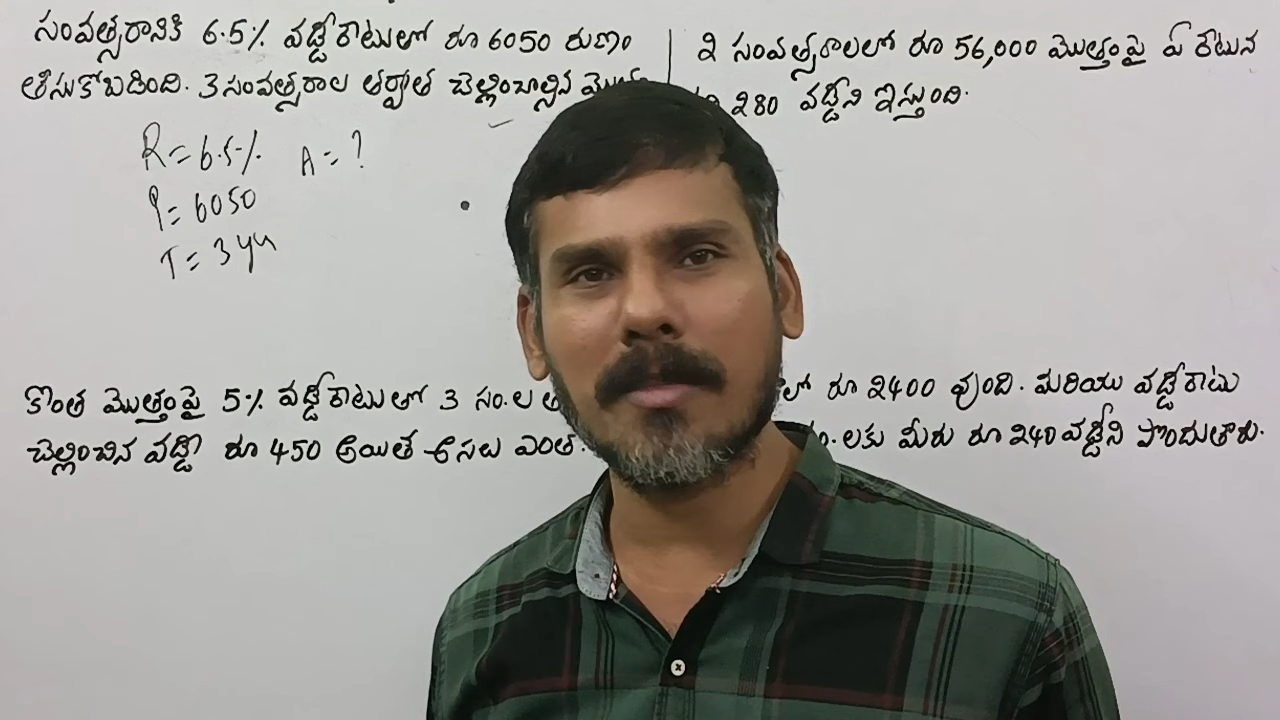 సంవత్సరానికి 6.5% వడ్డీరాటులో రూ 6050 రుణం
తీసుకోబడింది. 3 సంవత్సరాల తర్వాత చెల్లించాల్సిన
R = 6.5% A = ?
P = 6050
T = 3 yrs
2 సంవత్సరాలలో రూ 56,000 మొత్తంపై ఏ రేటున
280 వడ్డీని ఇస్తుంది.
కొంత మొత్తంపై 5% వడ్డీరాటులో 3 సం.ల
చెల్లించిన వడ్డీ రూ 450 అయితే అసలు ఎంత.
రూ 2400 వుంది. మరియు వడ్డీరాటు
లకు మీరు రూ 240 వడ్డీని పొందుతారు.